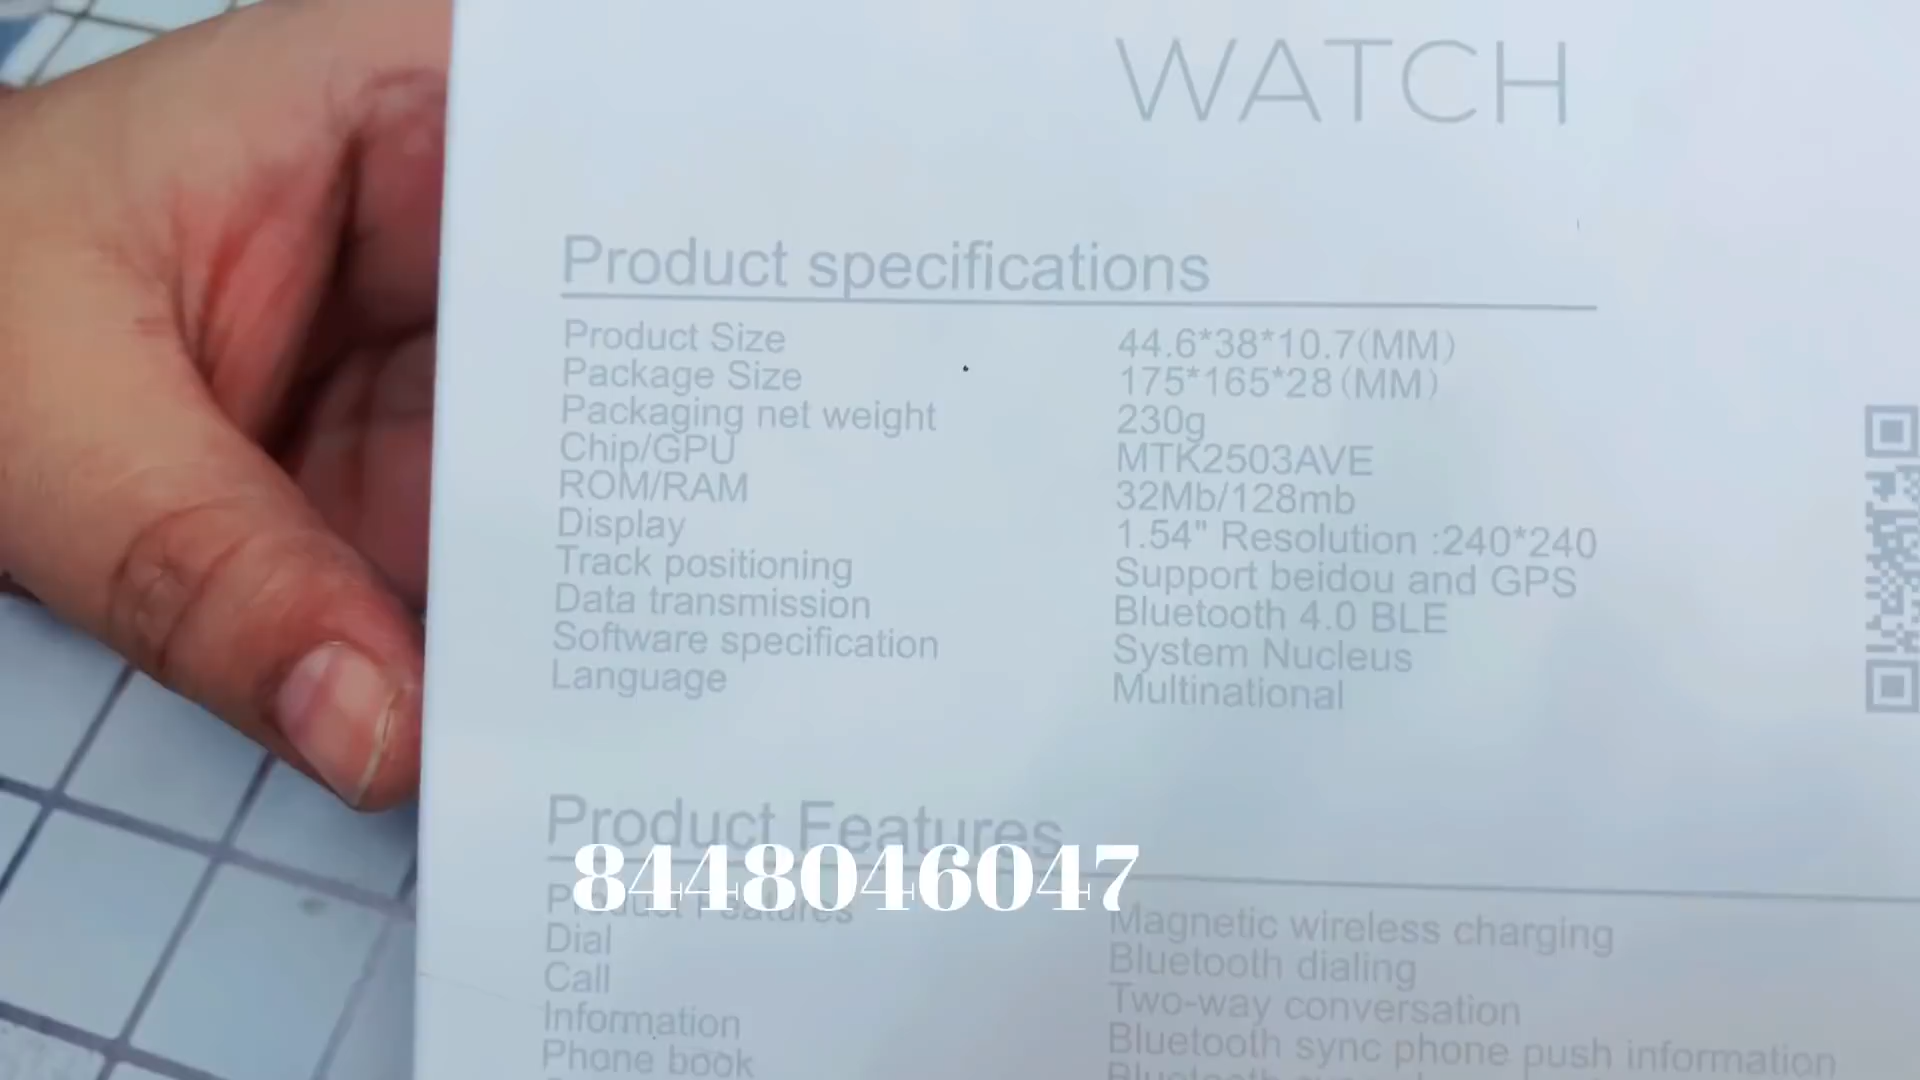 WATCH
Product specifications
Product Size 44.6*38*10.7(MM)
Package Size 175*165*28(MM)
Packaging net weight 230g
Chip/GPU MTK2503AVE
ROM/RAM 32Mb/128mb
Display 1.54" Resolution :240*240
Track positioning Support beidou and GPS
Data transmission Bluetooth 4.0 BLE
Software specification System Nucleus
Language Multinational
Product Features
8448046047
Product Features Magnetic wireless charging
Dial Bluetooth dialing
Call Two-way conversation
Information Bluetooth sync phone push information
Phone book